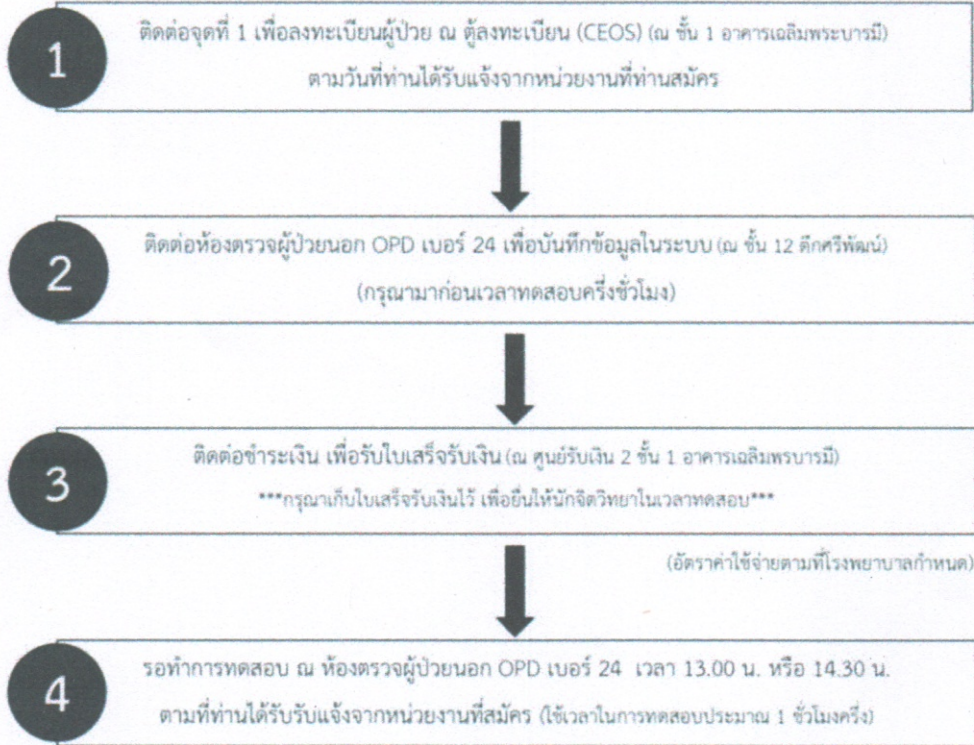 1
ติดต่อจุดที่ 1 เพื่อลงทะเบียนผู้ป่วย ณ ตู้ลงทะเบียน (CEOS) (ณ ชั้น 1 อาคารเฉลิมพระบารมี)
ตามวันที่ท่านได้รับแจ้งจากหน่วยงานที่ท่านสมัคร
2
ติดต่อห้องตรวจผู้ป่วยนอก OPD เบอร์ 24 เพื่อบันทึกข้อมูลในระบบ (ณ ชั้น 12 ตึกศรีพัฒน์)
(กรุณามาก่อนเวลาทดสอบครึ่งชั่วโมง)
3
ติดต่อชำระเงิน เพื่อรับใบเสร็จรับเงิน (ณ ศูนย์รับเงิน 2 ชั้น 1 อาคารเฉลิมพรบารมี)
***กรุณาเก็บใบเสร็จรับเงินไว้ เพื่อยื่นให้นักจิตวิทยาในเวลาทดสอบ***
(อัตราค่าใช้จ่ายตามที่โรงพยาบาลกำหนด)
4
รอทำการทดสอบ ณ ห้องตรวจผู้ป่วยนอก OPD เบอร์ 24 เวลา 13.00 น. หรือ 14.30 น.
ตามที่ท่านได้รับรับแจ้งจากหน่วยงานที่สมัคร (ใช้เวลาในการทดสอบประมาณ 1 ชั่วโมงครึ่ง)